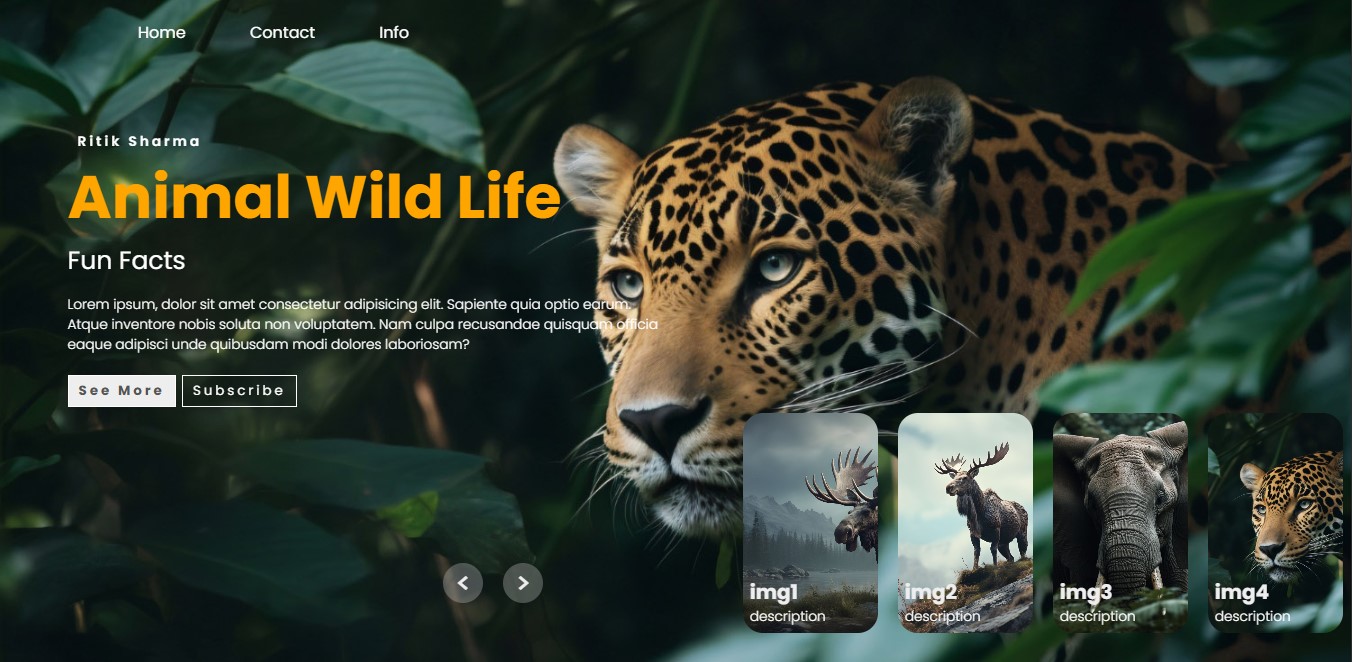 Home Contact Info
Ritik Sharma
Animal Wild Life
Fun Facts
Lorem ipsum, dolor sit amet consectetur adipisicing elit. Sapiente quia optio earum.
Atque inventore nobis soluta non voluptatem. Nam culpa recusandae quisquam officia
eaque adipisci unde quibusdam modi dolores laboriosam?
See More Subscribe
img1
description
img2
description
img3
description
img4
description